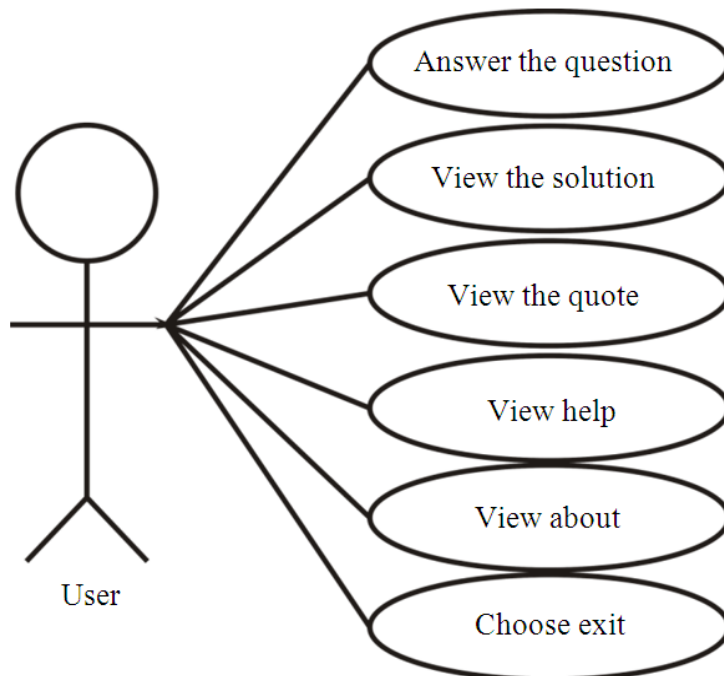 Answer the question
View the solution
View the quote
View help
View about
User
Choose exit